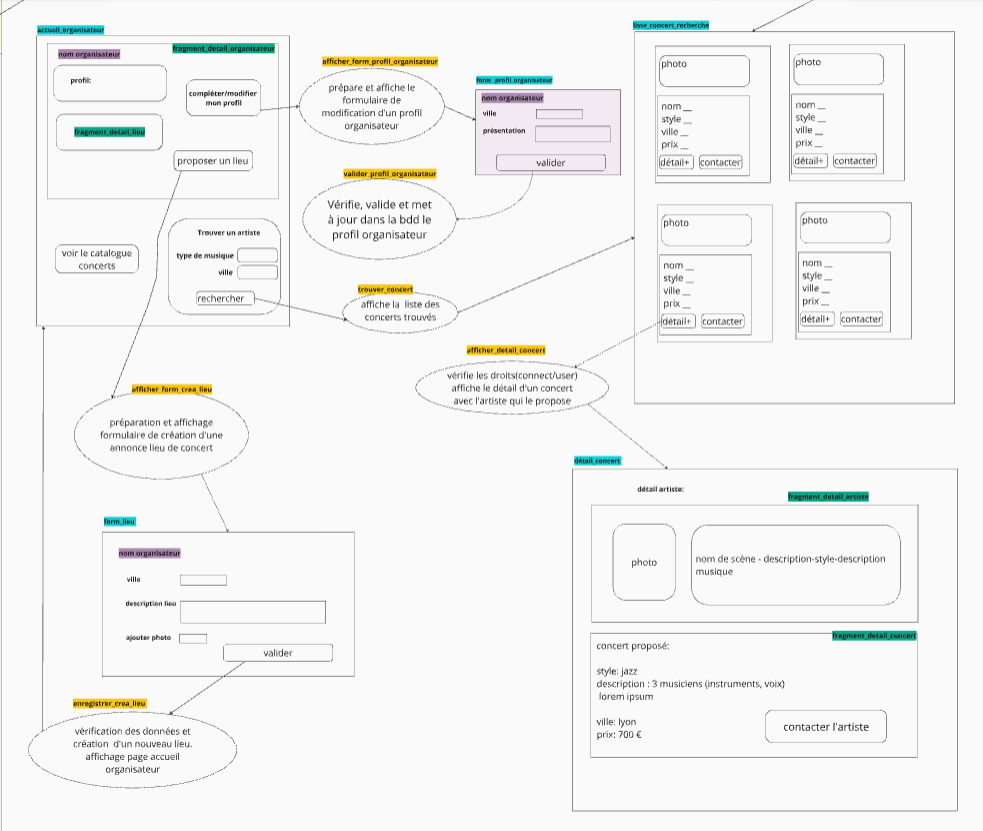 accueil_organisateur
nom organisateur
fragment_detail_organisateur
profil:
compléter/modifier
mon profil
fragment_detail_lieu
proposer un lieu
voir le catalogue
concerts
Trouver un artiste
type de musique
ville
rechercher
afficher_form_profil_organisateur
prépare et affiche le
formulaire de
modification d'un profil
organisateur
form_profil_organisateur
nom organisateur
ville
présentation
valider
valider_profil_organisateur
Vérifie, valide et met
à jour dans la bdd le
profil organisateur
trouver_concert
affiche la liste des
concerts trouvés
liste_concert_recherche
photo
nom __
style __
ville __
prix __
détail+
contacter
photo
nom __
style __
ville __
prix __
détail+
contacter
photo
nom __
style __
ville __
prix __
détail+
contacter
photo
nom __
style __
ville __
prix __
détail+
contacter
afficher_detail_concert
vérifie les droits(connect/user)
affiche le détail d'un concert
avec l'artiste qui le propose
afficher_form_crea_lieu
préparation et affichage
formulaire de création d'une
annonce lieu de concert
form_lieu
nom organisateur
ville
description lieu
ajouter photo
valider
enregistrer_crea_lieu
vérification des données et
création d'un nouveau lieu.
affichage page accueil
organisateur
détail_concert
détail artiste:
fragment_detail_artiste
photo
nom de scène - description-style-description
musique
fragment_detail_concert
concert proposé:
style: jazz
description : 3 musiciens (instruments, voix)
lorem ipsum
ville: lyon
prix: 700 €
contacter l'artiste